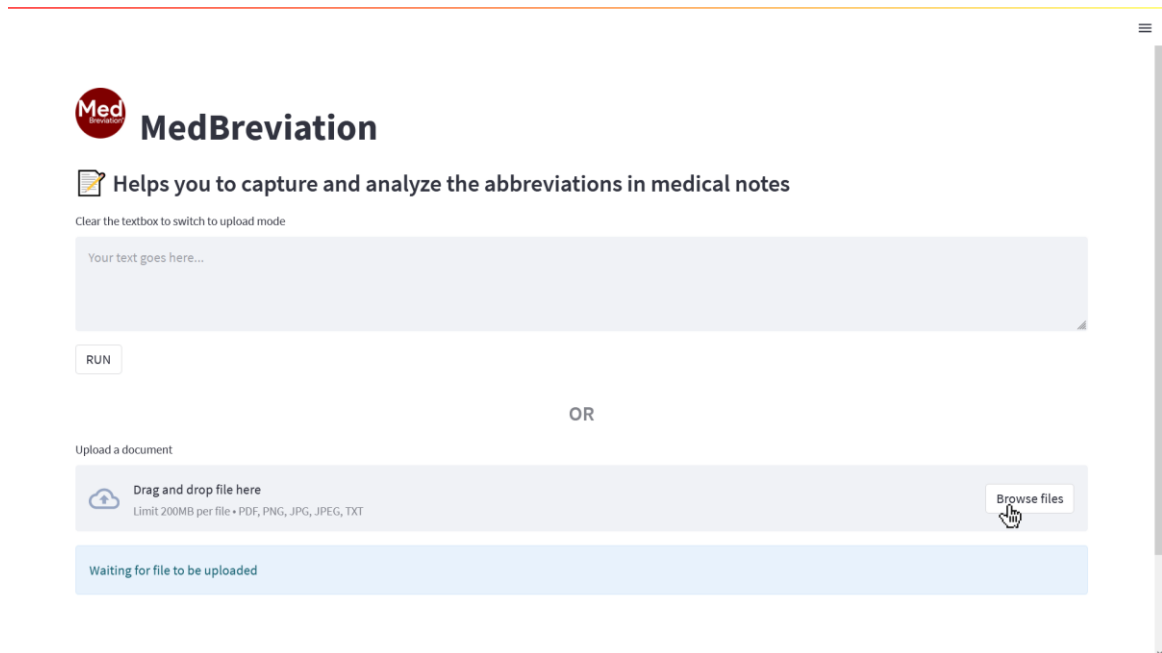 Med
Breviation
MedBreviation
Helps you to capture and analyze the abbreviations in medical notes
Clear the textbox to switch to upload mode
Your text goes here...
RUN
OR
Upload a document
Drag and drop file here
Limit 200MB per file • PDF, PNG, JPG, JPEG, TXT
Browse files
Waiting for file to be uploaded